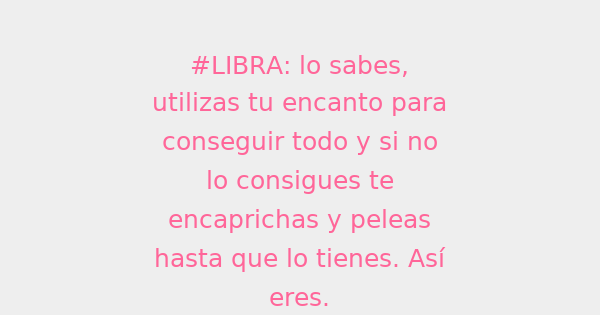 #LIBRA: lo sabes,
utilizas tu encanto para
conseguir todo y si no
lo consigues te
encaprichas y peleas
hasta que lo tienes. Así
eres.